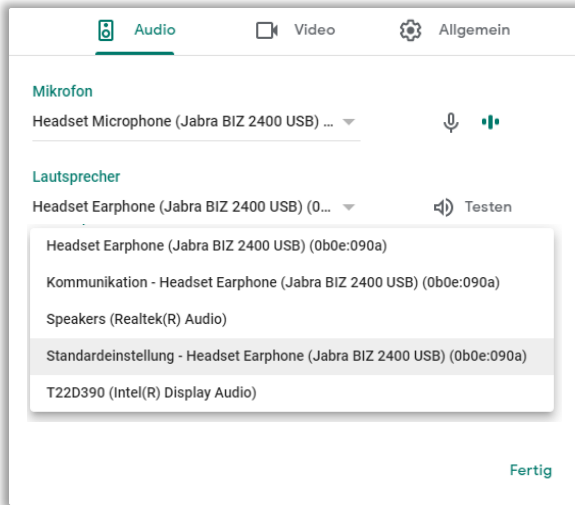 Audio
Video
Allgemein
Mikrofon
Headset Microphone (Jabra BIZ 2400 USB) ...
Lautsprecher
Headset Earphone (Jabra BIZ 2400 USB) (0...
Testen
Headset Earphone (Jabra BIZ 2400 USB) (0b0e:090a)
Kommunikation - Headset Earphone (Jabra BIZ 2400 USB) (0b0e:090a)
Speakers (Realtek(R) Audio)
Standardeinstellung - Headset Earphone (Jabra BIZ 2400 USB) (0b0e:090a)
T22D390 (Intel(R) Display Audio)
Fertig